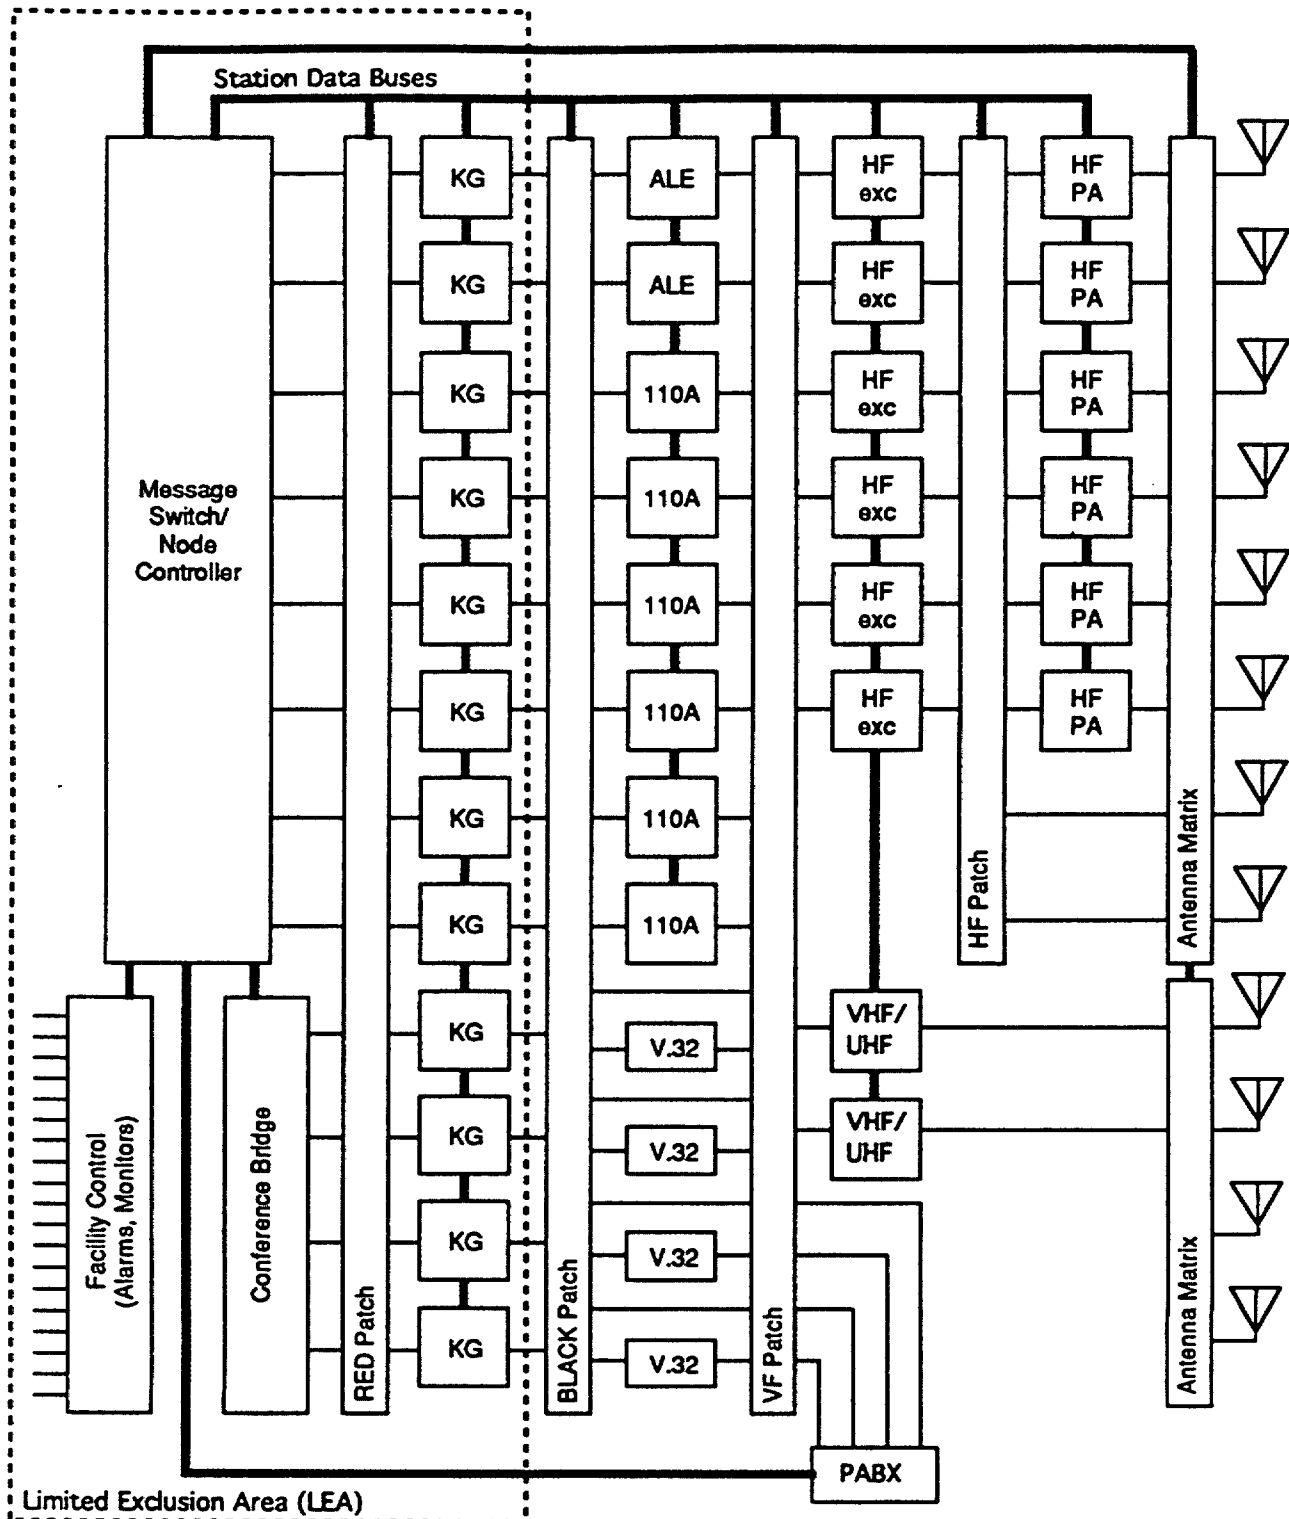 Station Data Buses
KG
ALE
HF
exc
HF
PA
KG
ALE
HF
exc
HF
PA
KG
110A
HF
exc
HF
PA
Message
Switch/
Node
Controller
KG
110A
HF
exc
HF
PA
KG
110A
HF
exc
HF
PA
KG
110A
HF
exc
HF
PA
KG
110A
KG
110A
HF Patch
Antenna Matrix
KG
V.32
VHF/
UHF
KG
V.32
VHF/
UHF
KG
V.32
KG
V.32
Facility Control
(Alarms, Monitors)
Conference Bridge
RED Patch
BLACK Patch
VF Patch
Antenna Matrix
PABX
Limited Exclusion Area (LEA)